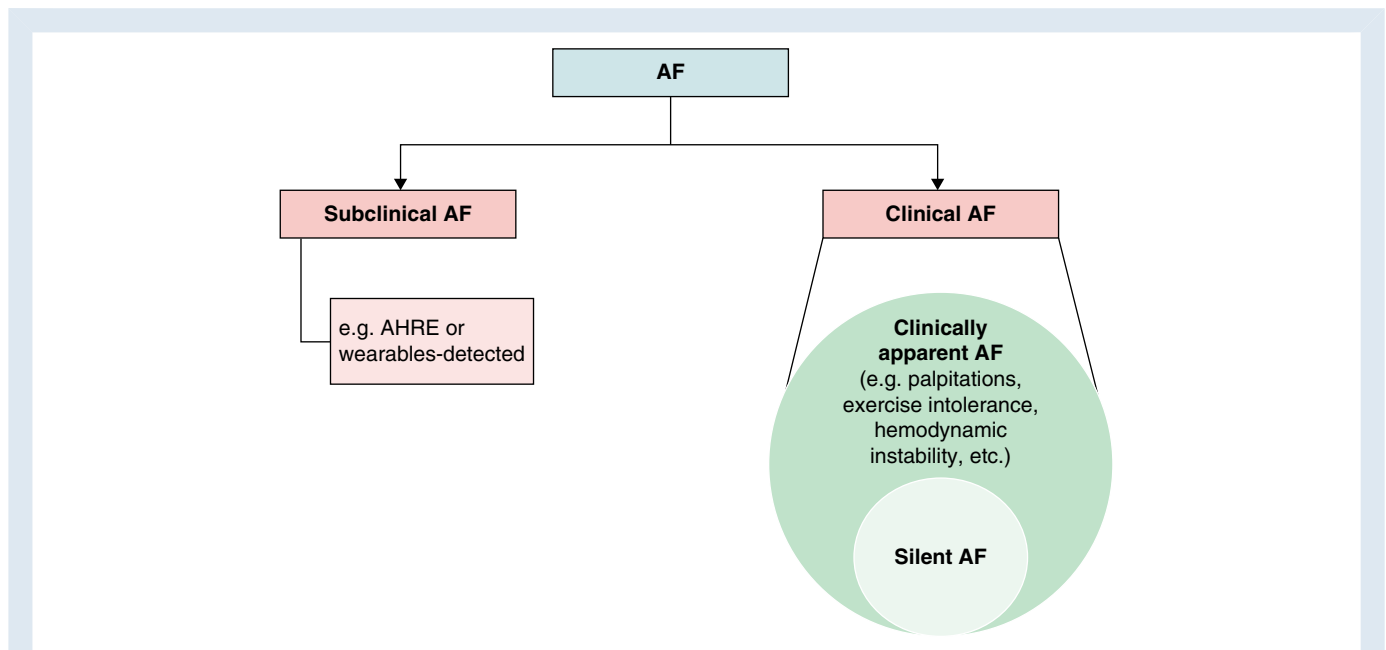 AF
Subclinical AF
Clinical AF
e.g. AHRE or
wearables-detected
Clinically
apparent AF
(e.g. palpitations,
exercise intolerance,
hemodynamic
instability, etc.)
Silent AF